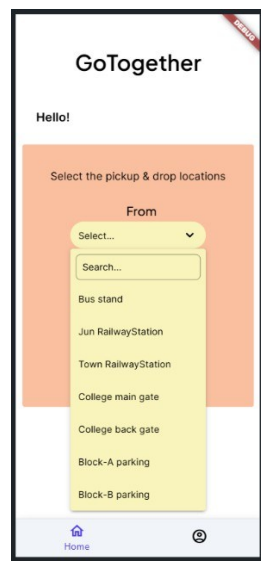 DEBUG
GoTogether
Hello!
Select the pickup & drop locations
From
Select...
Search...
Bus stand
Jun RailwayStation
Town RailwayStation
College main gate
College back gate
Block-A parking
Block-B parking
Home